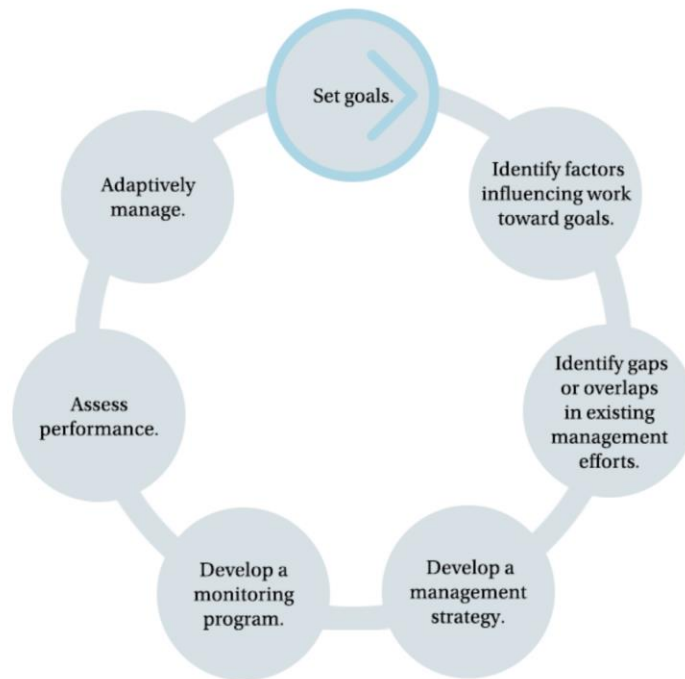 Set goals.
Identify factors
influencing work
toward goals.
Identify gaps
or overlaps
in existing
management
efforts.
Develop a
management
strategy.
Develop a
monitoring
program.
Assess
performance.
Adaptively
manage.